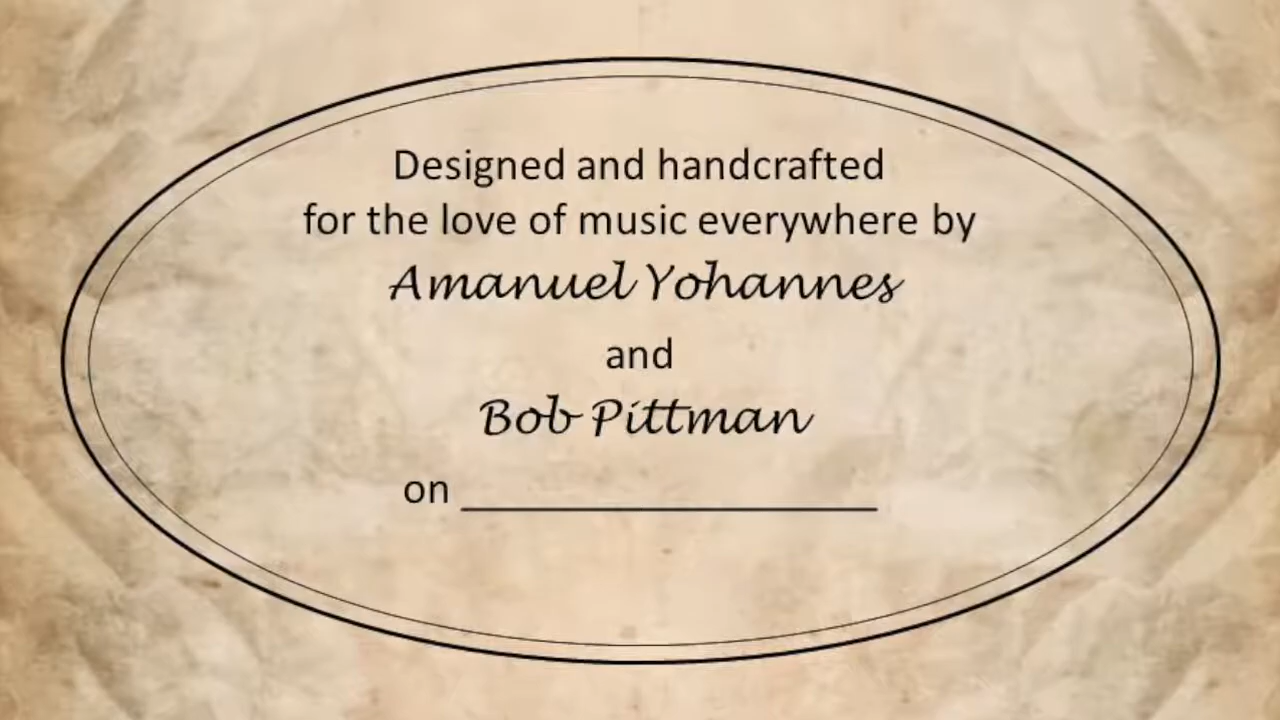 Designed and handcrafted
for the love of music everywhere by
Amanuel Yohannes
and
Bob Pittman
on ____________________